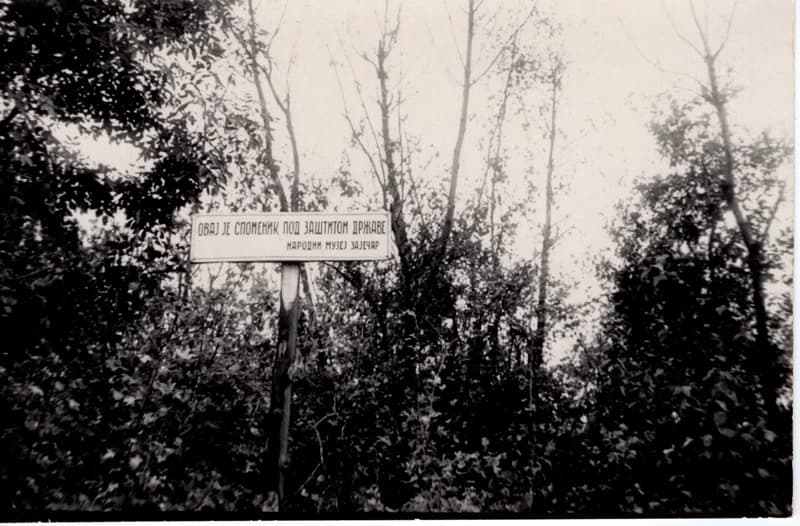 ОВАЈ ЈЕ СПОМЕНИК ПОД ЗАШТИТОМ ДРЖАВЕ
НАРОДНИ МУЗЕЈ ЗАЈЕЧАР